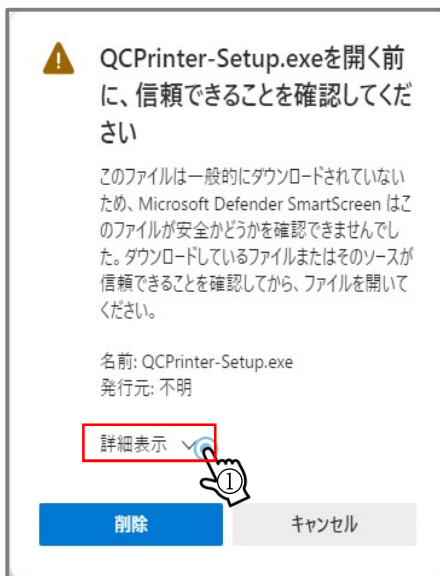 QCPrinter-Setup.exeを開く前
に、信頼できることを確認してくだ
さい
このファイルは一般的にダウンロードされていない
ため、Microsoft Defender SmartScreen はこ
のファイルが安全かどうかを確認できませんでし
た。ダウンロードしているファイルまたはそのソースが
信頼できることを確認してから、ファイルを開いて
ください。
名前: QCPrinter-Setup.exe
発行元: 不明
詳細表示
①
削除
キャンセル